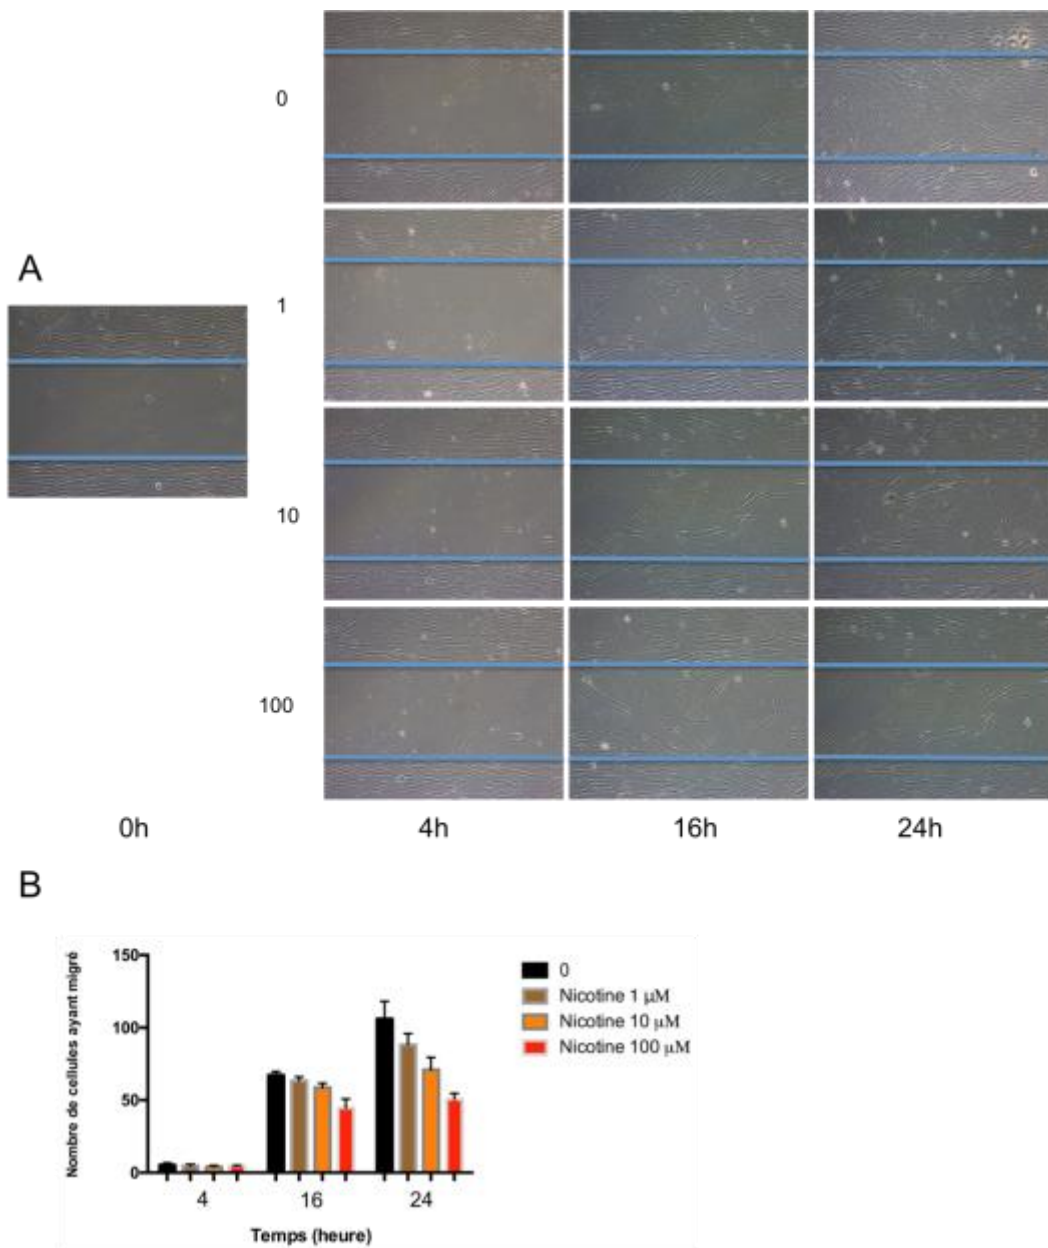 A
0
1
10
100
0h
4h
16h
24h
B
Nombre de cellules ayant migré
150
100
50
0
4
16
24
Temps (heure)
0
Nicotine 1 µM
Nicotine 10 µM
Nicotine 100 µM